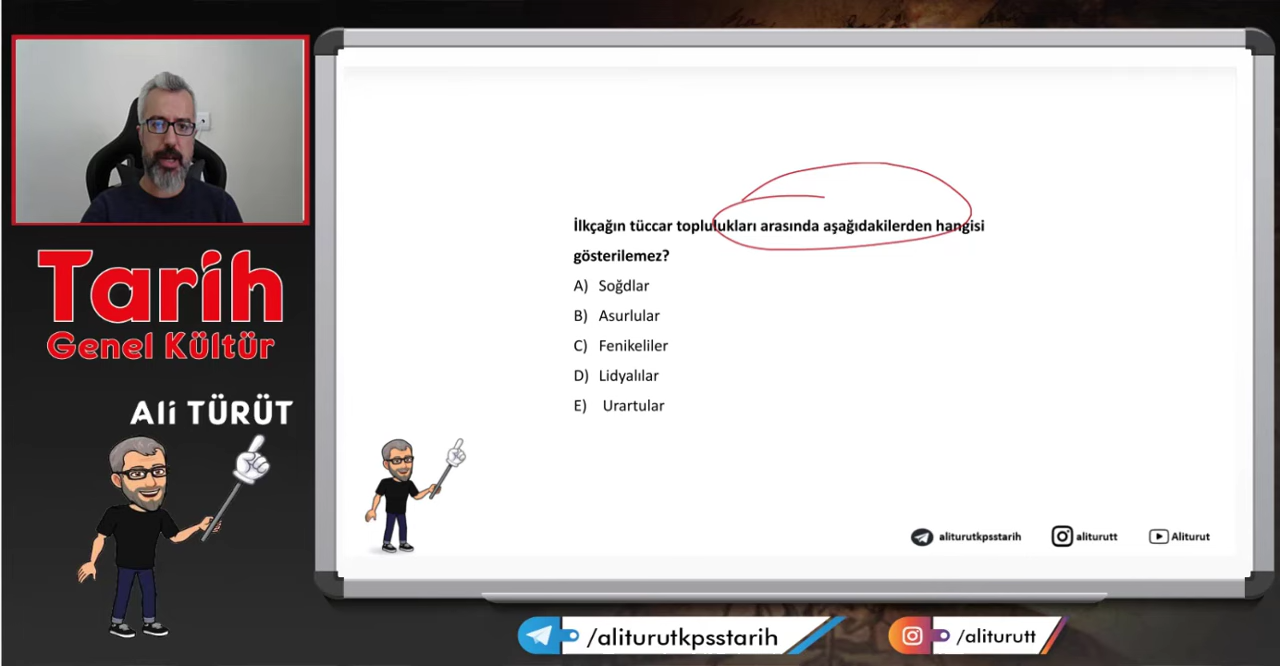 Tarih
Genel Kültür
Ali TÜRÜT
İlkçağın tüccar toplulukları arasında aşağıdakilerden hangisi
gösterilemez?
A) Soğdlar
B) Asurlular
C) Fenikeliler
D) Lidyalılar
E) Urartular
aliturutkpsstarih
aliturutt
Aliturut
/aliturutkpsstarih
/aliturutt